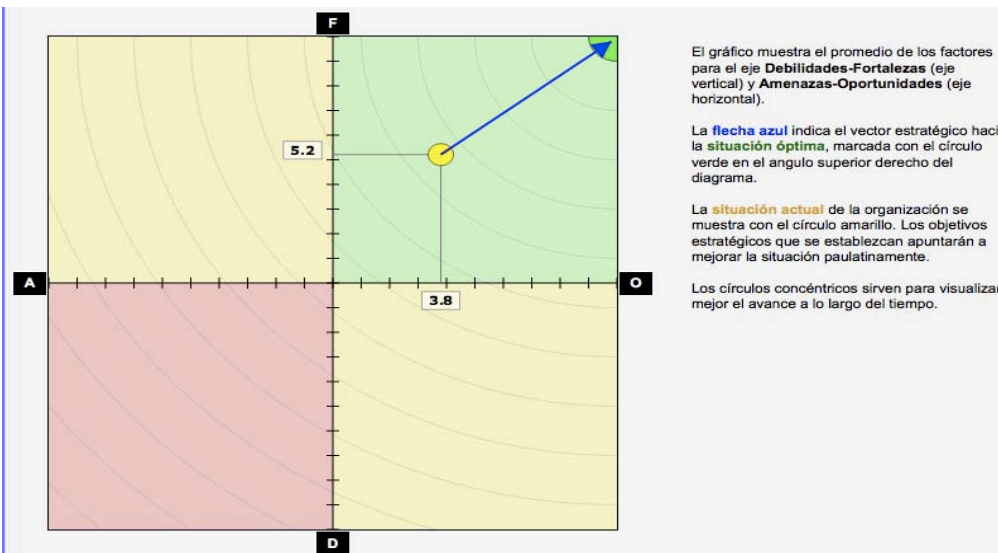 F
5.2
A
O
3.8
D
El gráfico muestra el promedio de los factores
para el eje Debilidades-Fortalezas (eje
vertical) y Amenazas-Oportunidades (eje
horizontal).
La flecha azul indica el vector estratégico haci
la situación óptima, marcada con el círculo
verde en el angulo superior derecho del
diagrama.
La situación actual de la organización se
muestra con el círculo amarillo. Los objetivos
estratégicos que se establezcan apuntarán a
mejorar la situación paulatinamente.
Los círculos concéntricos sirven para visualizar
mejor el avance a lo largo del tiempo.